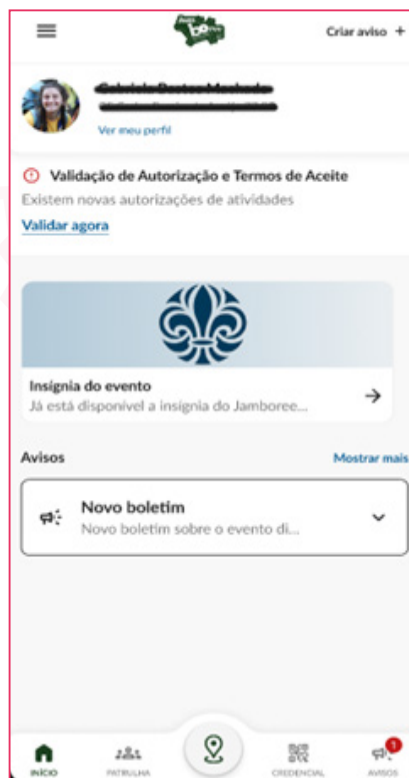 Criar aviso +
Ver meu perfil
Validação de Autorização e Termos de Aceite
Existem novas autorizações de atividades
Validar agora
Insígnia do evento
Já está disponível a insígnia do Jamboree...
Avisos
Mostrar mais
Novo boletim
Novo boletim sobre o evento di...
1
INÍCIO
PATRULHA
CREDENCIAL
AVISOS